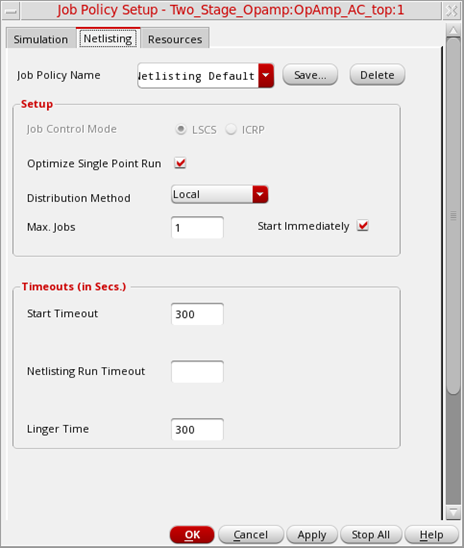 Job Policy Setup - Two_Stage_Opamp:OpAmp_AC_top:1
Simulation Netlisting Resources
Job Policy Name Netlisting Default Save... Delete
Setup
Job Control Mode LSCS ICRP
Optimize Single Point Run
Distribution Method Local
Max. Jobs 1 Start Immediately
Timeouts (in Secs.)
Start Timeout 300
Netlisting Run Timeout
Linger Time 300
OK Cancel Apply Stop All Help